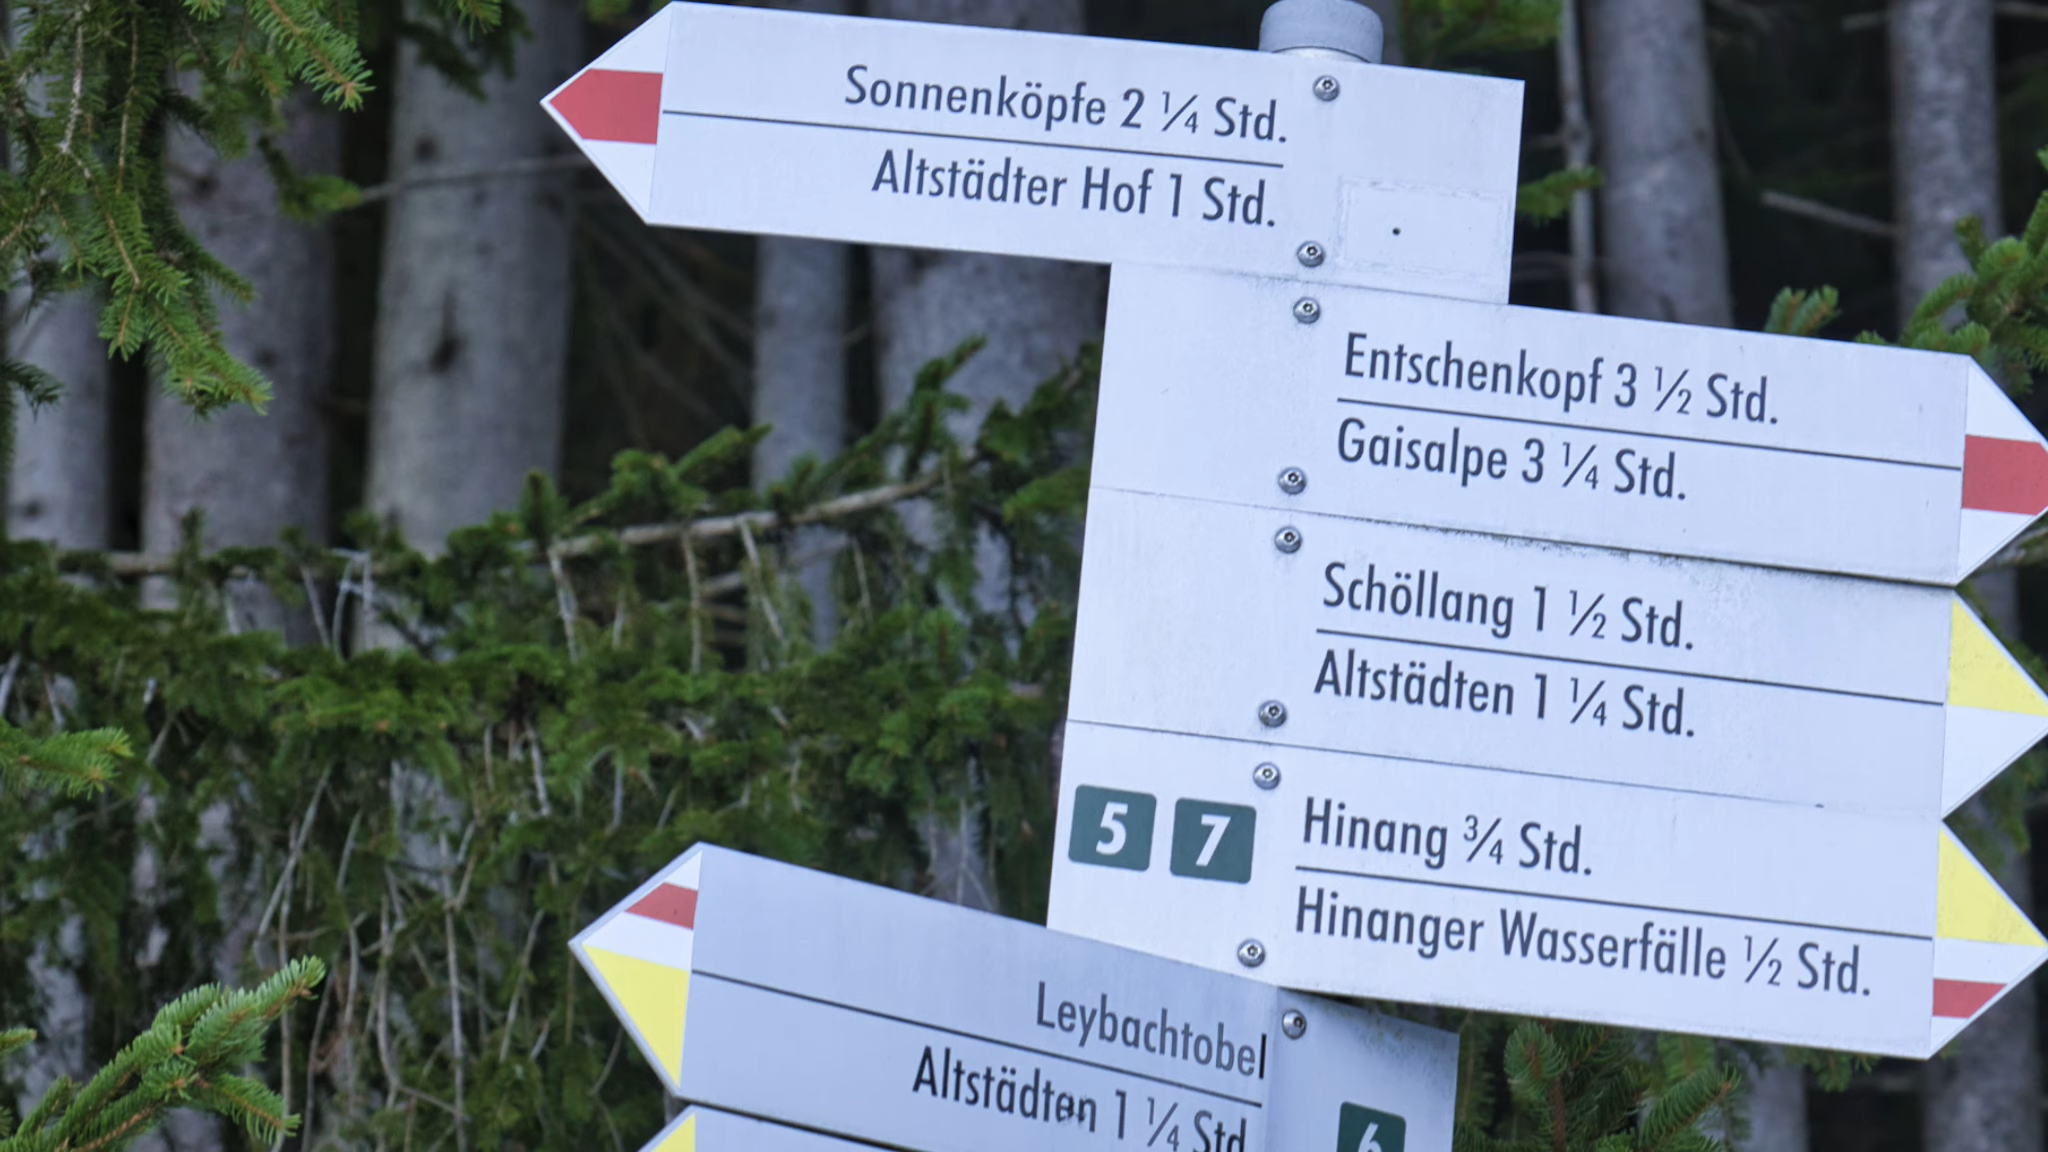 Sonnenköpfe 2 ¼ Std.
Altstädter Hof 1 Std.
Entschenkopf 3 ½ Std.
Gaisalpe 3 ¼ Std.
Schöllang 1 ½ Std.
Altstädten 1 ¼ Std.
5 7
Hinang ¾ Std.
Hinanger Wasserfälle ½ Std.
Leybachtobel
Altstädten 1 ¼ Std
6